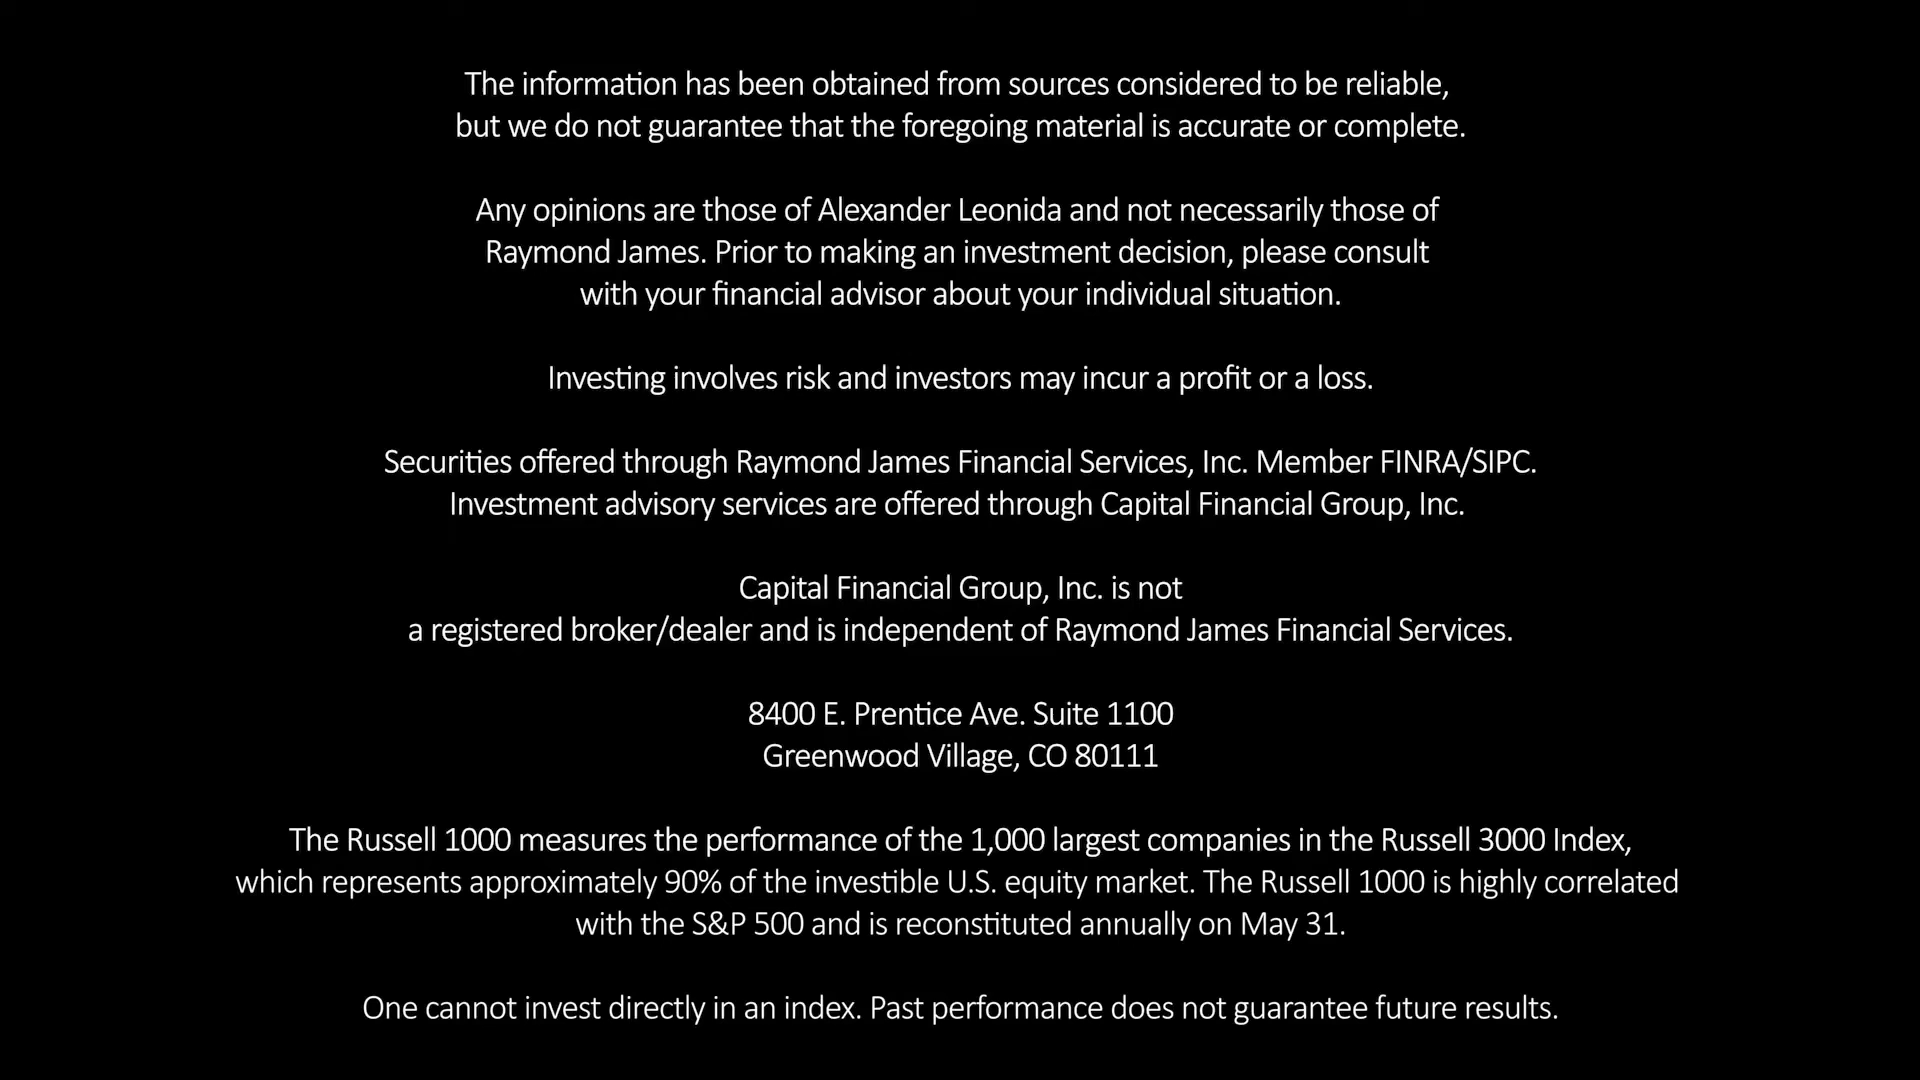 The information has been obtained from sources considered to be reliable,
but we do not guarantee that the foregoing material is accurate or complete.
Any opinions are those of Alexander Leonida and not necessarily those of
Raymond James. Prior to making an investment decision, please consult
with your financial advisor about your individual situation.
Investing involves risk and investors may incur a profit or a loss.
Securities offered through Raymond James Financial Services, Inc. Member FINRA/SIPC.
Investment advisory services are offered through Capital Financial Group, Inc.
Capital Financial Group, Inc. is not
a registered broker/dealer and is independent of Raymond James Financial Services.
8400 E. Prentice Ave. Suite 1100
Greenwood Village, CO 80111
The Russell 1000 measures the performance of the 1,000 largest companies in the Russell 3000 Index,
which represents approximately 90% of the investible U.S. equity market. The Russell 1000 is highly correlated
with the S&P 500 and is reconstituted annually on May 31.
One cannot invest directly in an index. Past performance does not guarantee future results.